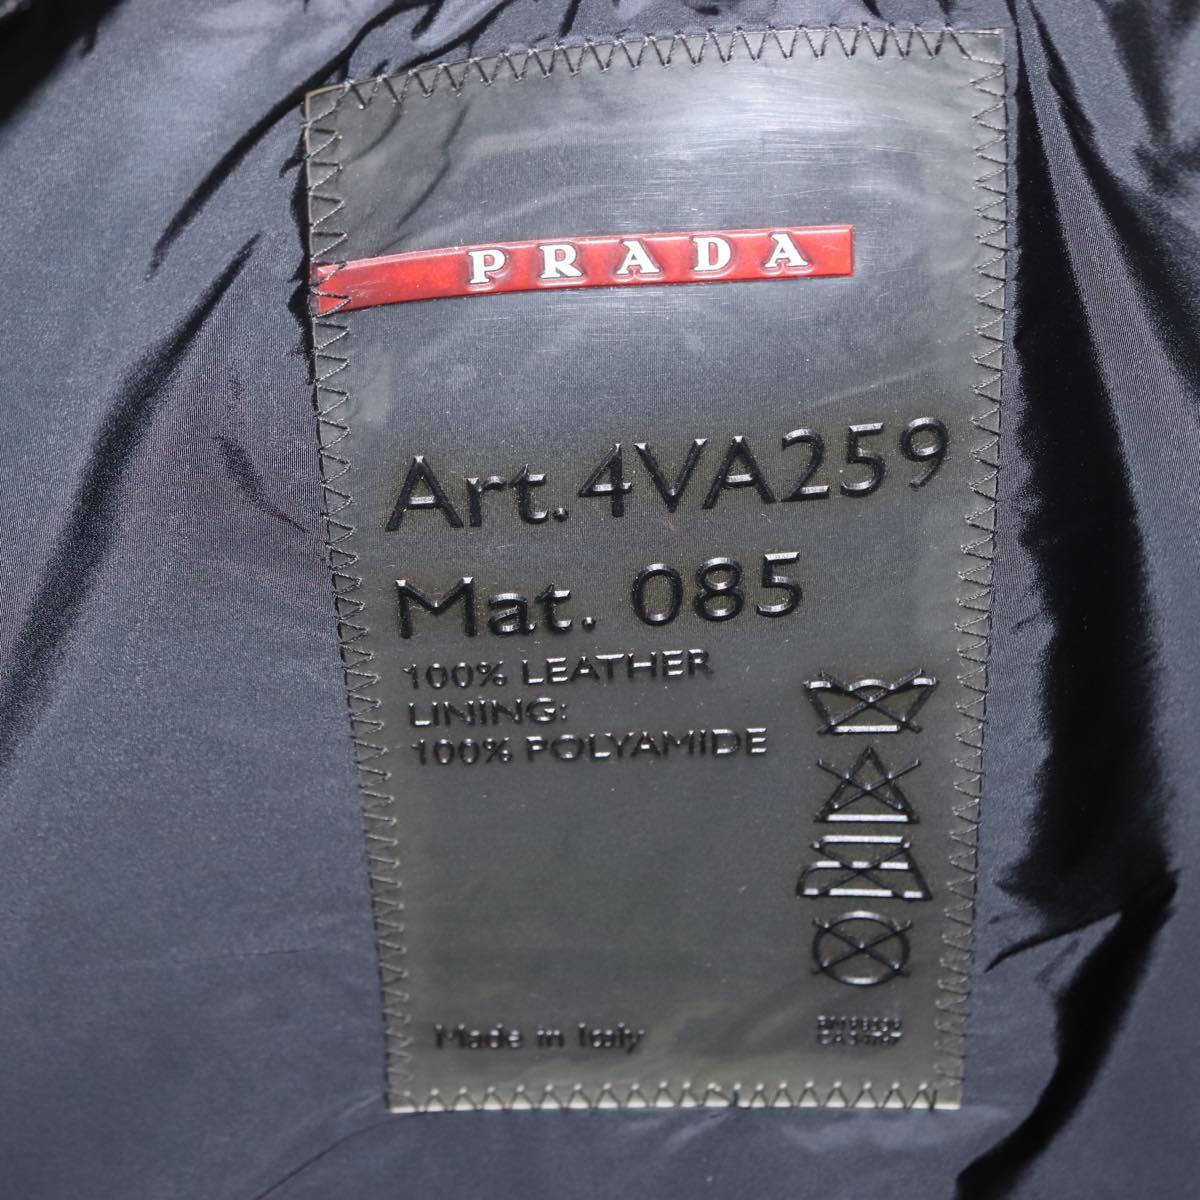 PRADA
Art. 4VA259
Mat. 085
100% LEATHER
LINING:
100% POLYAMIDE
Made in Italy